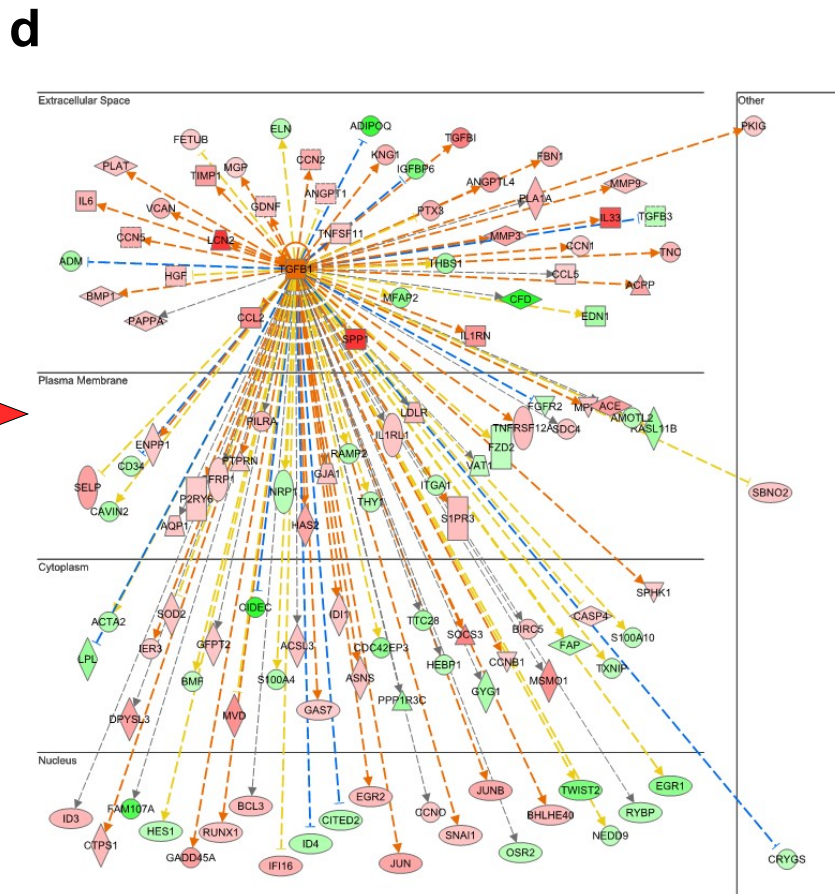 d
Extracellular Space
Other
FETUB
ELN
ADIPOQ
TGFBI
PKIG
PLAT
TIMP1
MGP
CCN2
KNG1
IGFBP6
FBN1
IL6
VCAN
GDNF
ANGPT1
PTX3
ANGPTL4
PLA1A
MMP9
CCN5
LCN2
TNFSF11
MMP3
IL33
TGFB3
ADM
HGF
TGFB1
THBS1
CCN1
CCL5
TNC
BMP1
PAPPA
MFAP2
CFD
EDN1
ACPP
CCL2
SPP1
IL1RN
Plasma Membrane
ENPP1
PILRA
IL1RL1
LDLR
TNFRSF12A
FGFR2
SDC4
ACE
AMOTL2
RASL11B
CD34
PTPRN
GJA1
RAMP2
VAT1
FZD2
SELP
CAVIN2
P2RY6
NRP1
THY1
ITGA1
SBNO2
AQP1
HAS2
S1PR3
Cytoplasm
ACTA2
SOD2
CIDEC
IDI1
TTC28
SOCS3
BIRC5
CASP4
SPHK1
LPL
IER3
GFPT2
ACSL3
CDC42EP3
HEBP1
CCNB1
FAP
S100A10
BMF
S100A4
ASNS
PPP1R3C
GYG1
MSMO1
TXNIP
DPYSL3
MVD
GAS7
Nucleus
ID3
FAM107A
BCL3
EGR2
JUNB
TWIST2
EGR1
CTPS1
HES1
RUNX1
CITED2
CCNO
BHLHE40
RYBP
GADD45A
ID4
SNAI1
NEDD9
IFI16
JUN
OSR2
CRYGS